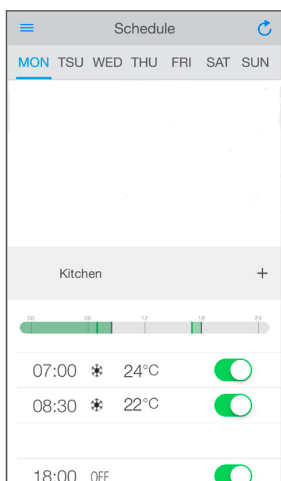 Schedule
MON TSU WED THU FRI SAT SUN
Kitchen +
00 06 12 18 24
07:00 24°C
08:30 22°C
18:00 OFF